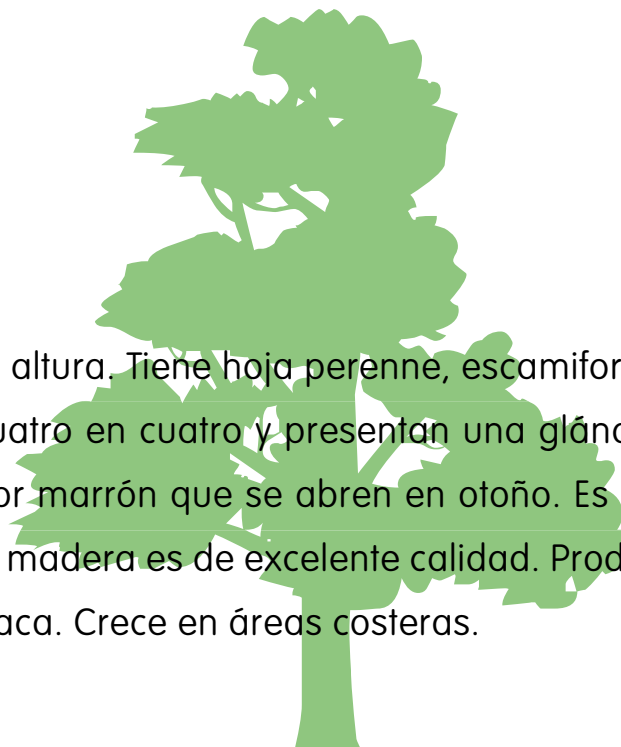 altura. Tiene hoja perenne, escamifor
uatro en cuatro y presentan una glánd
or marrón que se abren en otoño. Es
madera es de excelente calidad. Prod
aca. Crece en áreas costeras.